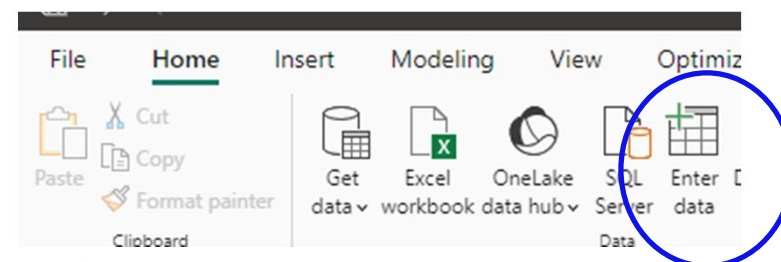 File Home Insert Modeling View Optimiz
Cut
Copy
Paste
Format painter
Clipboard
Get data
Excel workbook
OneLake data hub
SQL Server
Enter data
Data